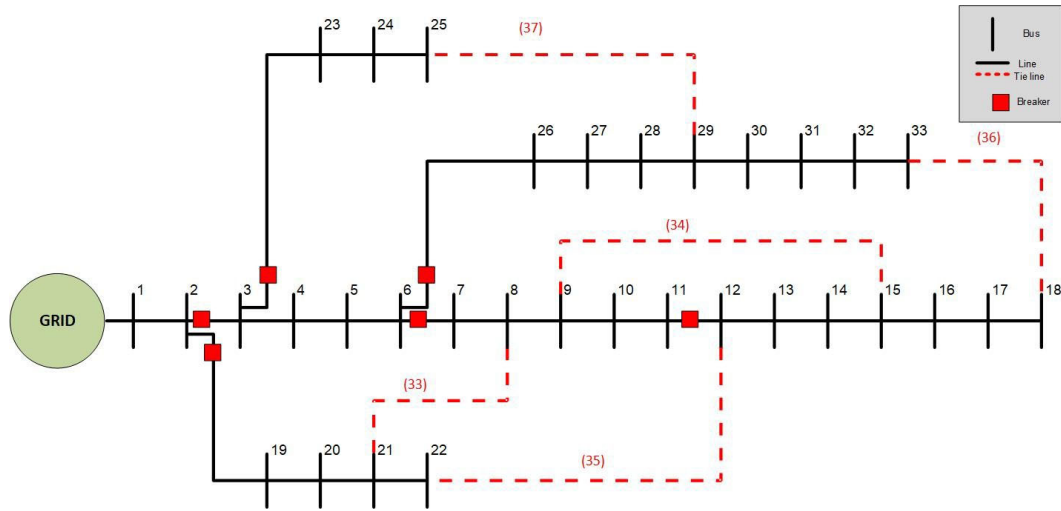 23 24 25
(37)
Bus
Line
Tie line
Breaker
26 27 28 29 30 31 32 33
(36)
(34)
GRID
1 2 3 4 5 6 7 8 9 10 11 12 13 14 15 16 17 18
(33)
19 20 21 22
(35)